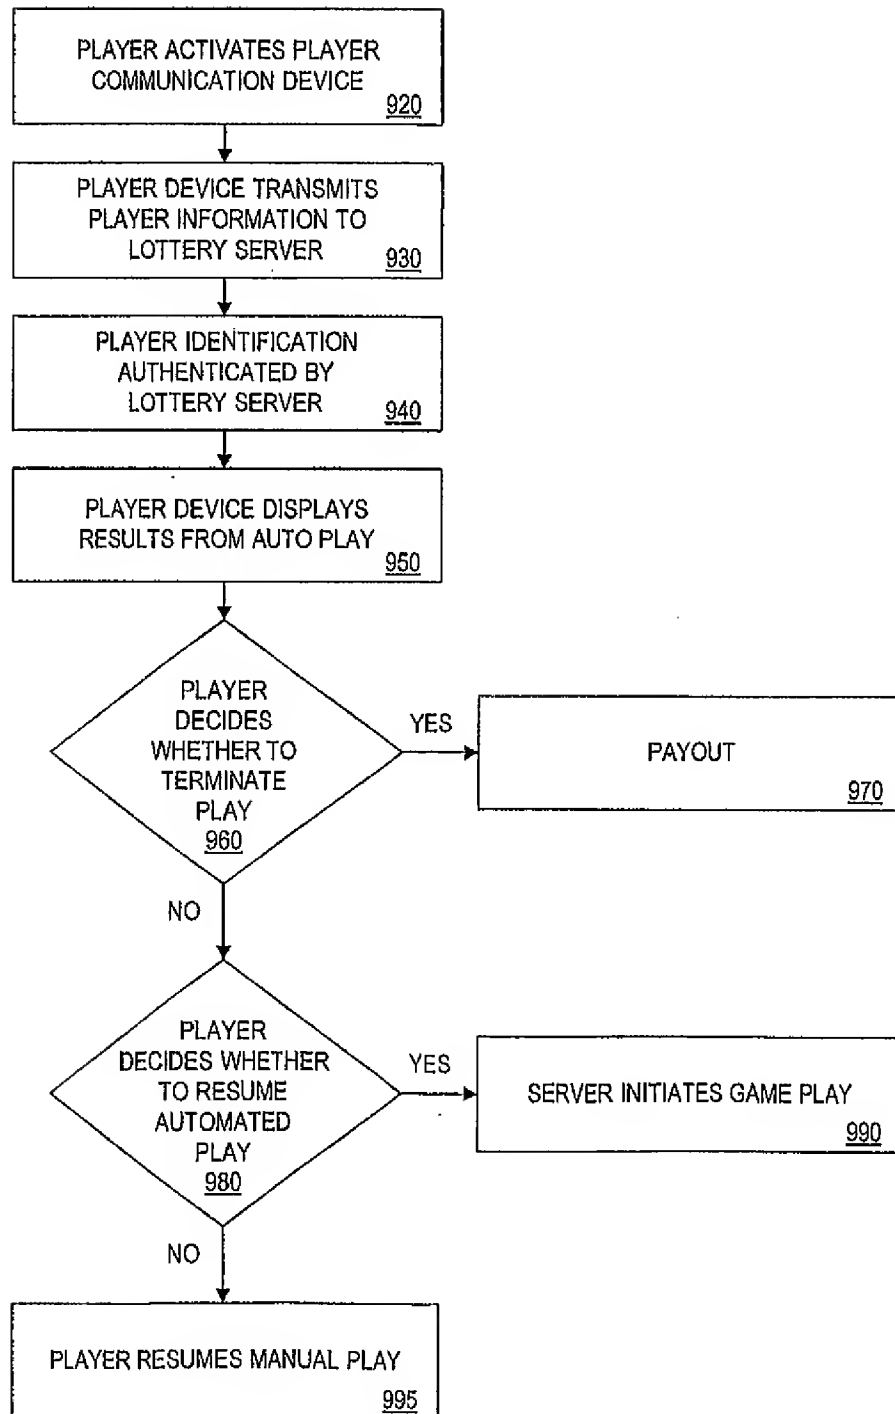 PLAYER ACTIVATES PLAYER
COMMUNICATION DEVICE
920
PLAYER DEVICE TRANSMITS
PLAYER INFORMATION TO
LOTTERY SERVER
930
PLAYER IDENTIFICATION
AUTHENTICATED BY
LOTTERY SERVER
940
PLAYER DEVICE DISPLAYS
RESULTS FROM AUTO PLAY
950
PLAYER
DECIDES
WHETHER TO
TERMINATE
PLAY
960
YES
PAYOUT
970
NO
PLAYER
DECIDES WHETHER
TO RESUME
AUTOMATED
PLAY
980
YES
SERVER INITIATES GAME PLAY
990
NO
PLAYER RESUMES MANUAL PLAY
995